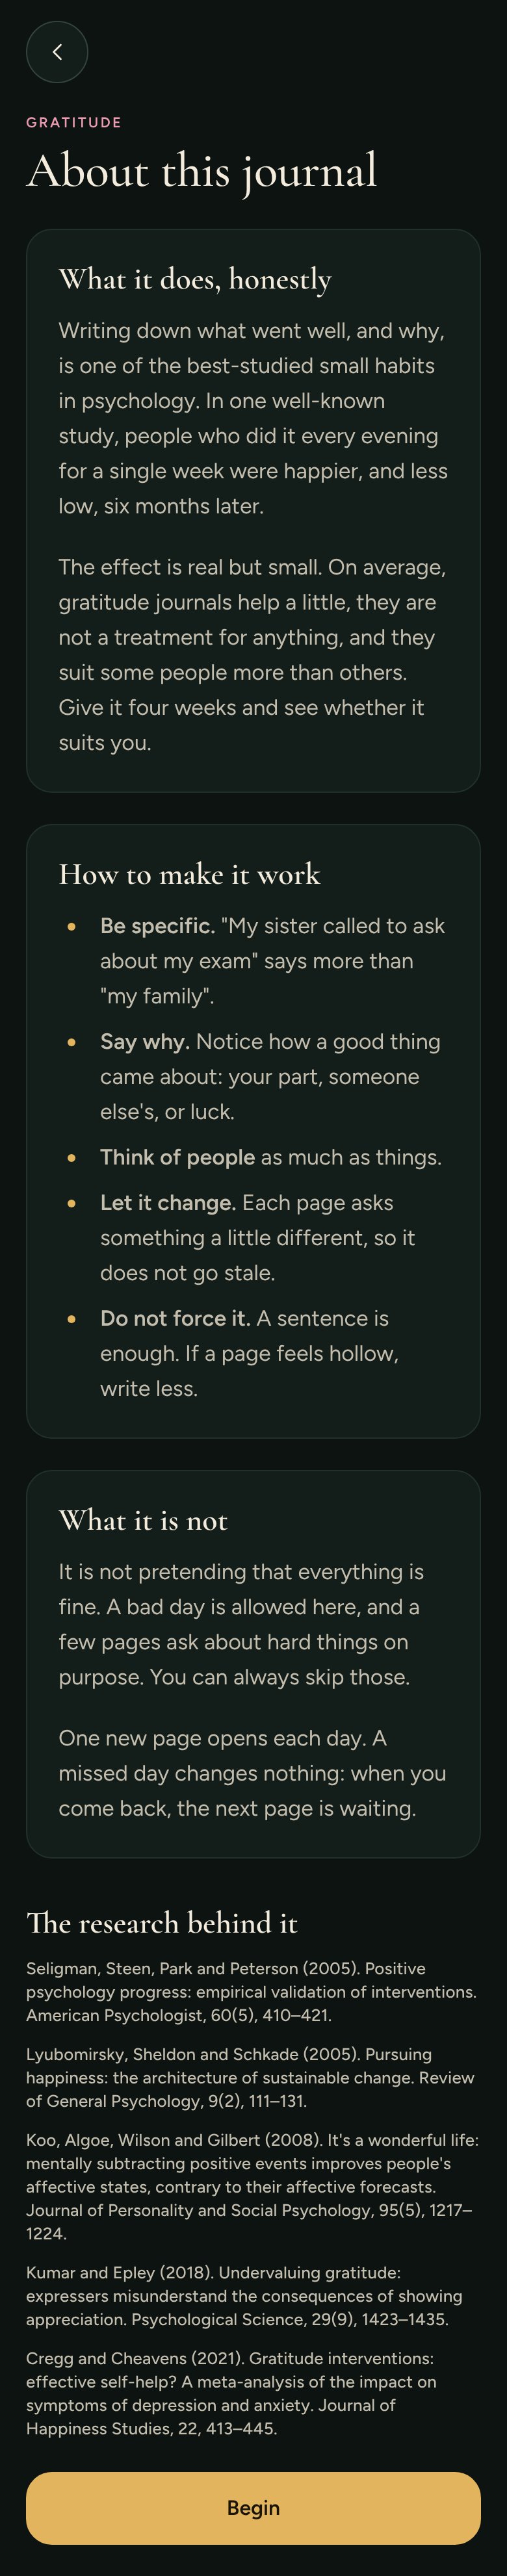 GRATITUDE
About this journal
What it does, honestly
Writing down what went well, and why,
is one of the best-studied small habits
in psychology. In one well-known
study, people who did it every evening
for a single week were happier, and less
low, six months later.
The effect is real but small. On average,
gratitude journals help a little, they are
not a treatment for anything, and they
suit some people more than others.
Give it four weeks and see whether it
suits you.
How to make it work
• Be specific. "My sister called to ask
about my exam" says more than
"my family".
• Say why. Notice how a good thing
came about: your part, someone
else's, or luck.
• Think of people as much as things.
• Let it change. Each page asks
something a little different, so it
does not go stale.
• Do not force it. A sentence is
enough. If a page feels hollow,
write less.
What it is not
It is not pretending that everything is
fine. A bad day is allowed here, and a
few pages ask about hard things on
purpose. You can always skip those.
One new page opens each day. A
missed day changes nothing: when you
come back, the next page is waiting.
The research behind it
Seligman, Steen, Park and Peterson (2005). Positive
psychology progress: empirical validation of interventions.
American Psychologist, 60(5), 410–421.
Lyubomirsky, Sheldon and Schkade (2005). Pursuing
happiness: the architecture of sustainable change. Review
of General Psychology, 9(2), 111–131.
Koo, Algoe, Wilson and Gilbert (2008). It's a wonderful life:
mentally subtracting positive events improves people's
affective states, contrary to their affective forecasts.
Journal of Personality and Social Psychology, 95(5), 1217–
1224.
Kumar and Epley (2018). Undervaluing gratitude:
expressers misunderstand the consequences of showing
appreciation. Psychological Science, 29(9), 1423–1435.
Cregg and Cheavens (2021). Gratitude interventions:
effective self-help? A meta-analysis of the impact on
symptoms of depression and anxiety. Journal of
Happiness Studies, 22, 413–445.
Begin